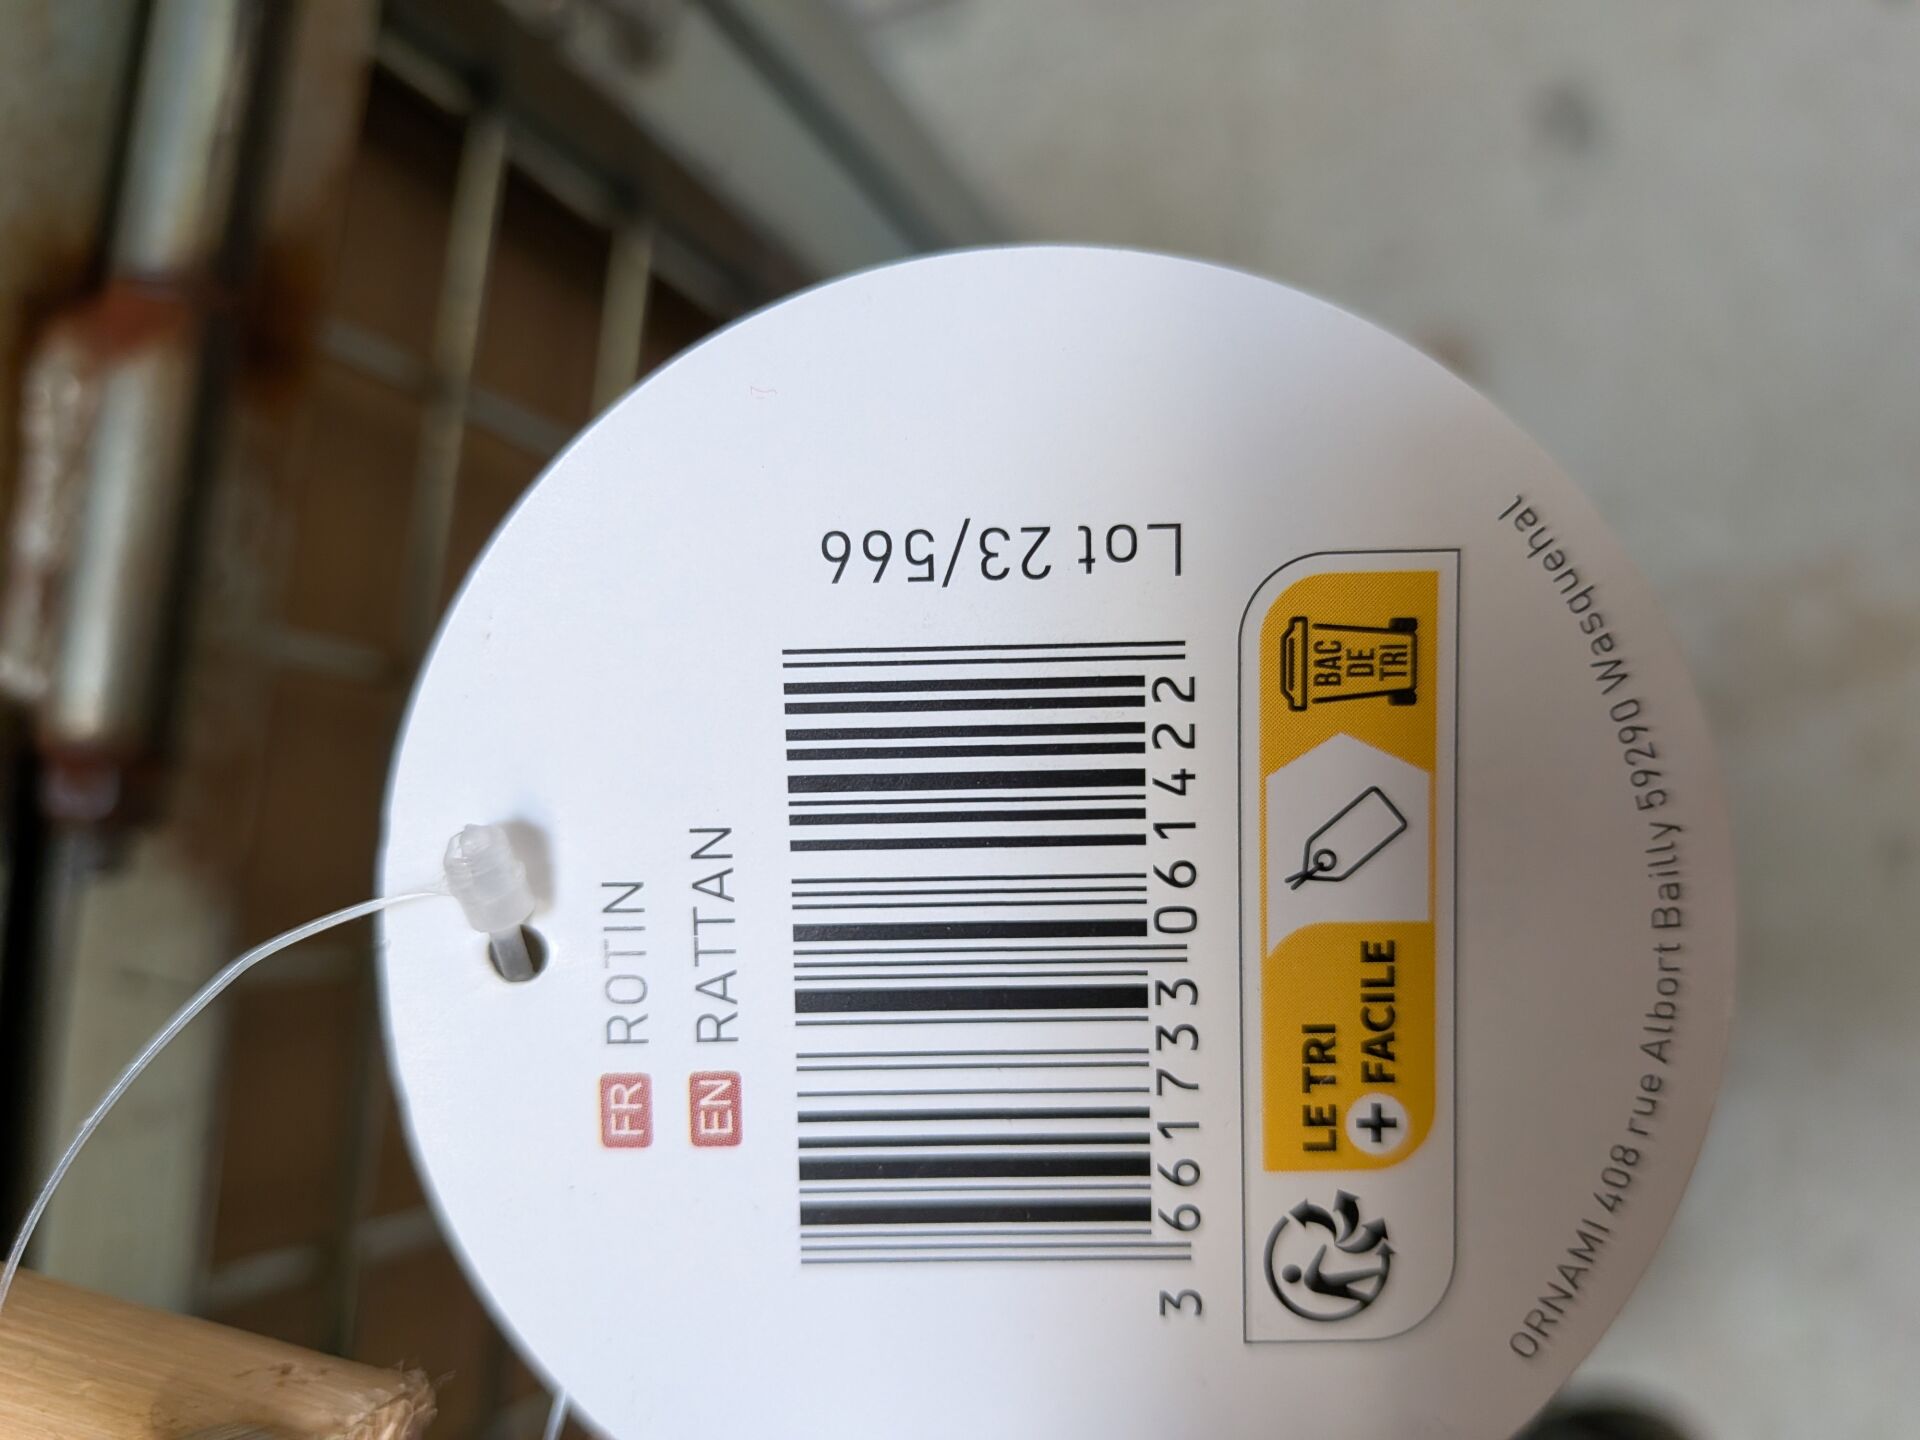 FR ROTIN
EN RATTAN
Lot 23/566
3 661733 061422
LE TRI
+ FACILE
BAC
DE
TRI
ORNAMI 408 rue Albort Bailly 59290 Wasquehal